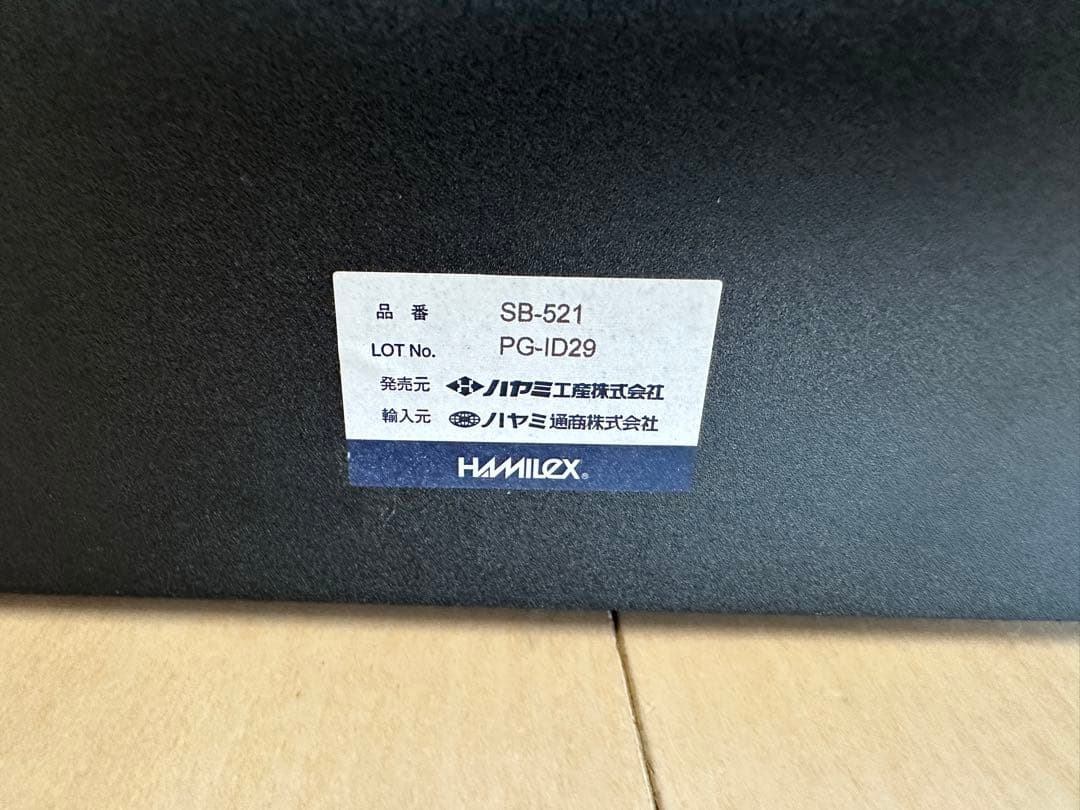 品番 SB-521
LOT No. PG-ID29
発売元 ハヤミ工産株式会社
輸入元 ハヤミ通商株式会社
HAMILEX®